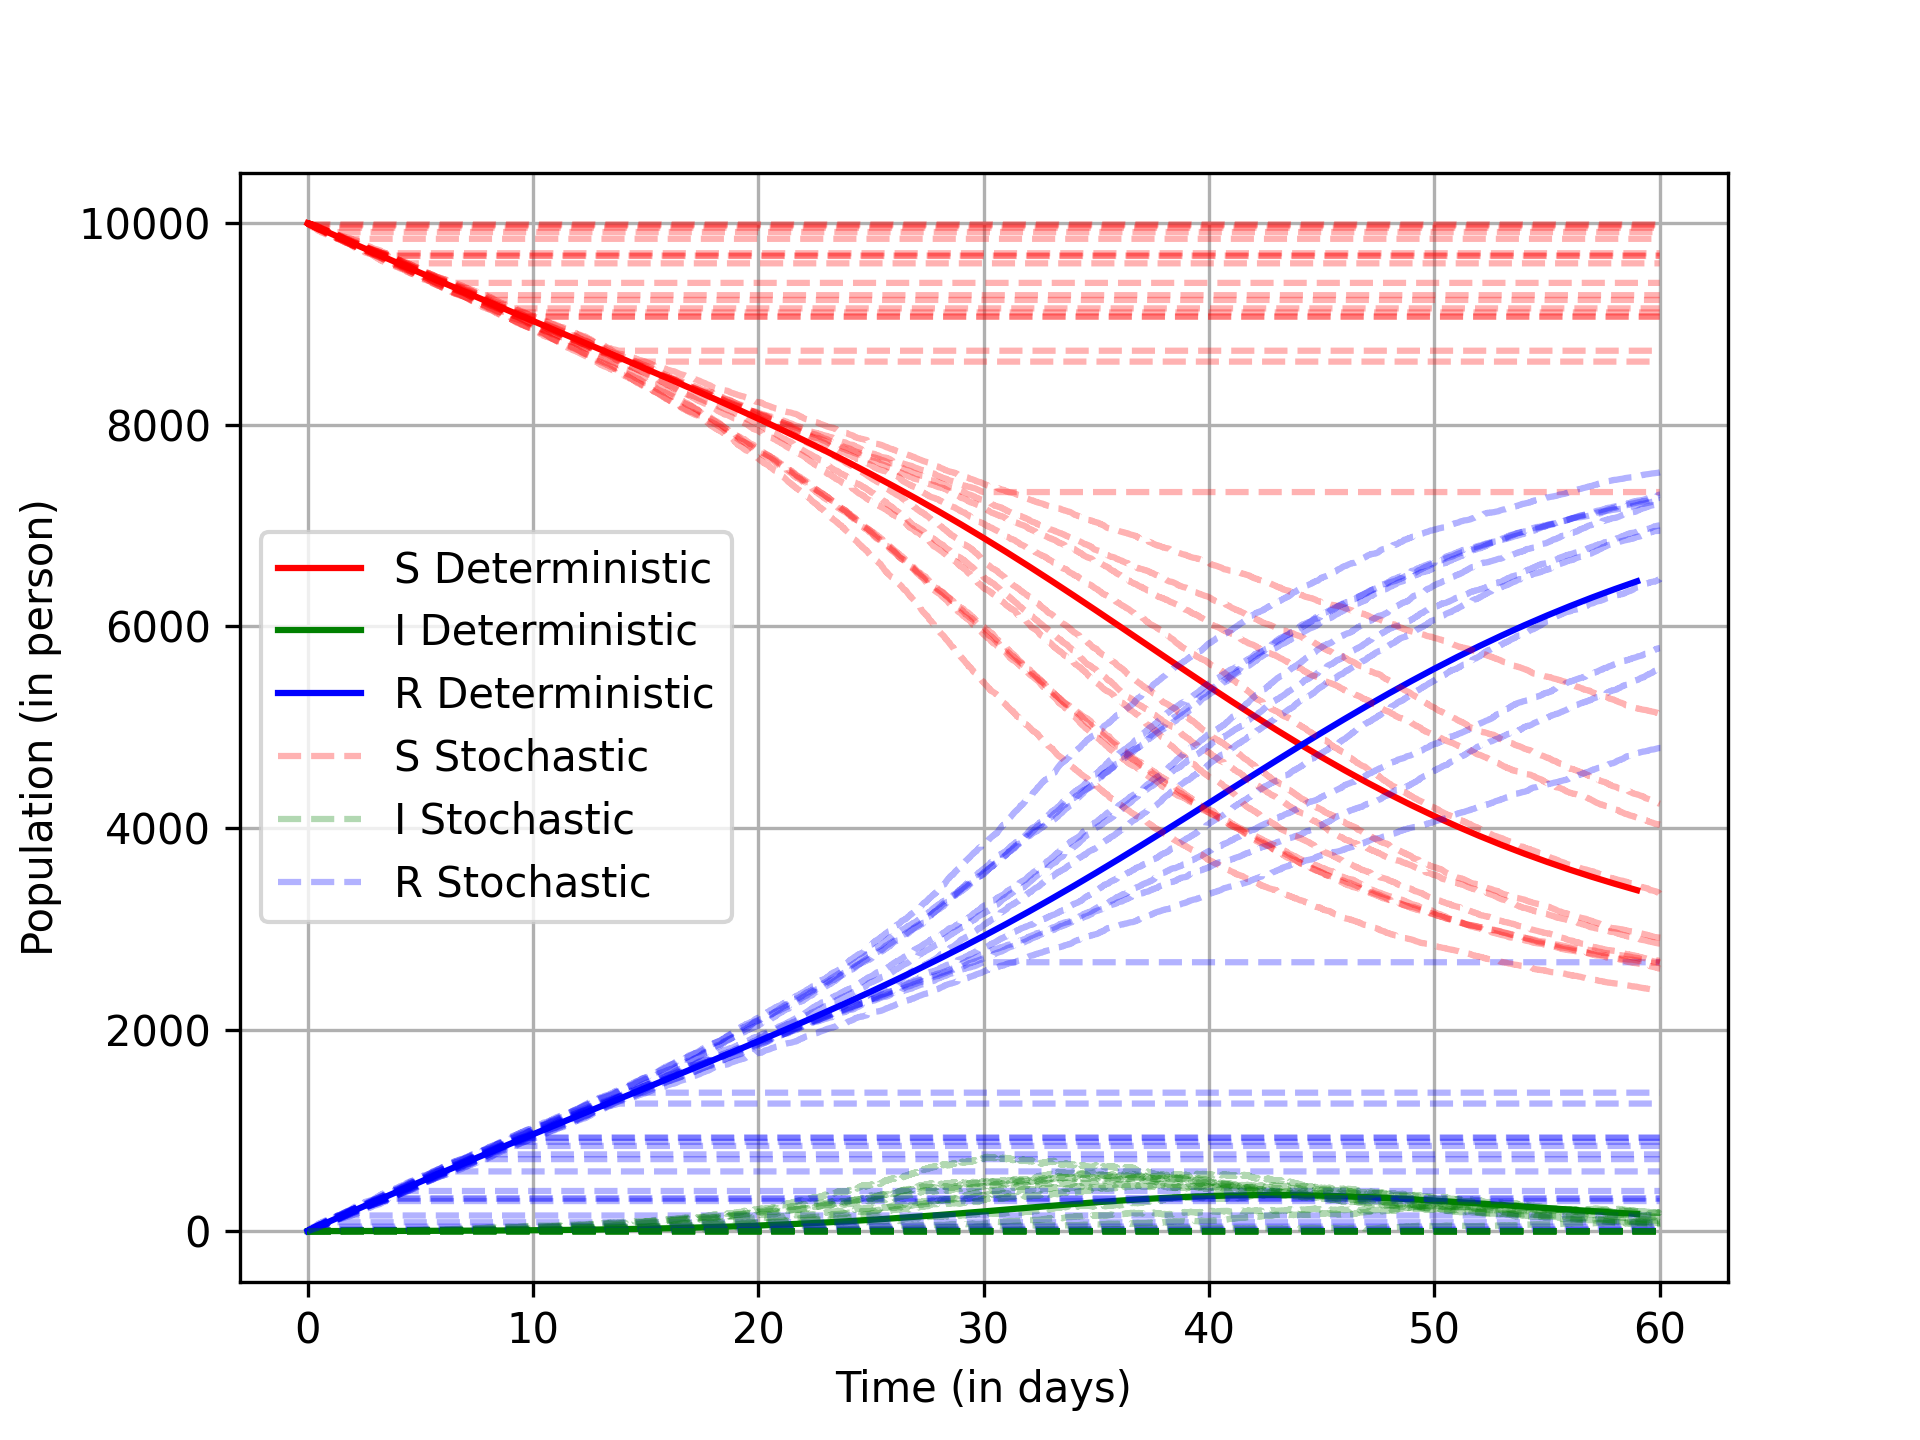 10000
8000
6000
4000
2000
0
Population (in person)
S Deterministic
I Deterministic
R Deterministic
S Stochastic
I Stochastic
R Stochastic
0 10 20 30 40 50 60
Time (in days)